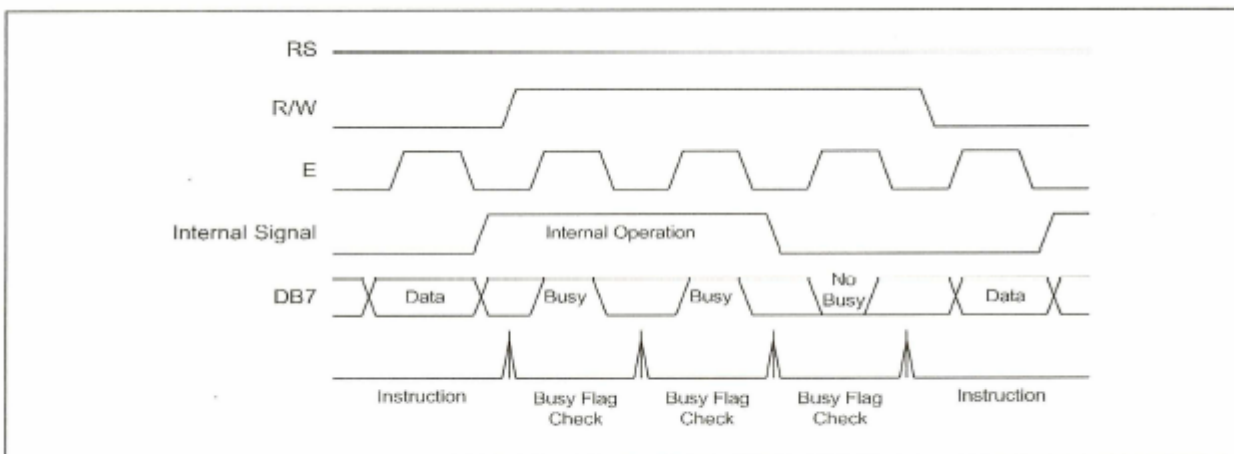 RS
R/W
E
Internal Signal
Internal Operation
DB7
Data
Busy
Busy
No
Busy
Data
Instruction
Busy Flag
Check
Busy Flag
Check
Busy Flag
Check
Instruction